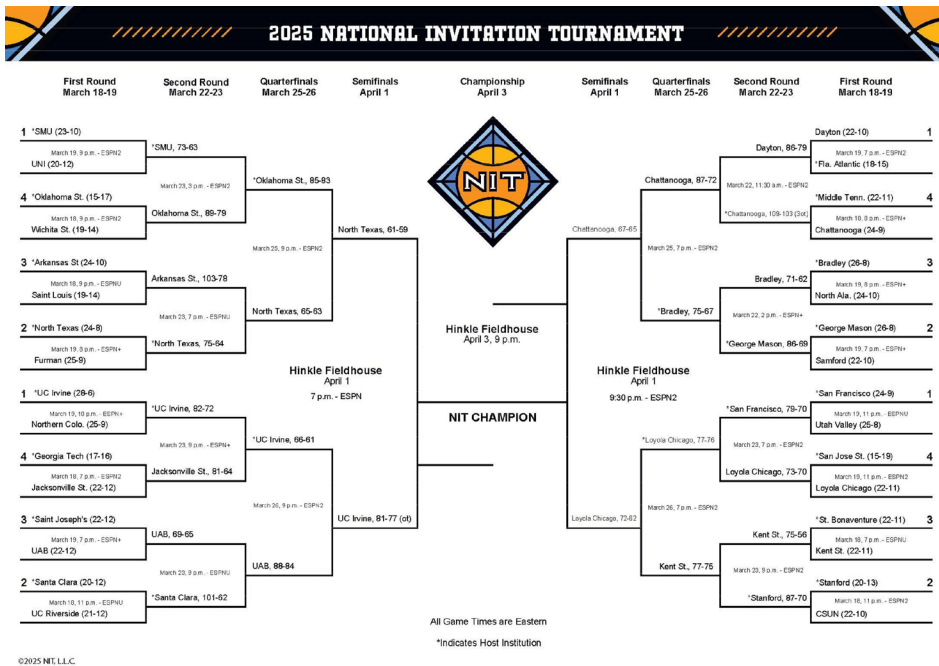 2025 NATIONAL INVITATION TOURNAMENT
First Round
March 18-19
Second Round
March 22-23
Quarterfinals
March 25-26
Semifinals
April 1
Championship
April 3
Semifinals
April 1
Quarterfinals
March 25-26
Second Round
March 22-23
First Round
March 18-19
1 *SMU (23-10)
March 19, 9 p.m. - ESPN2
UNI (20-12)
4 *Oklahoma St. (15-17)
March 18, 9 p.m. - ESPN2
Wichita St. (19-14)
3 *Arkansas St (24-10)
March 18, 9 p.m. - ESPNU
Saint Louis (19-14)
2 *North Texas (24-8)
March 19, 8 p.m. - ESPN+
Furman (25-9)
1 *UC Irvine (28-6)
March 19, 10 p.m. - ESPN+
Northern Colo. (25-9)
4 *Georgia Tech (17-16)
March 18, 7 p.m. - ESPN2
Jacksonville St. (22-12)
3 *Saint Joseph's (22-12)
March 19, 7 p.m. - ESPN+
UAB (22-12)
2 *Santa Clara (20-12)
March 18, 11 p.m. - ESPNU
UC Riverside (21-12)
*SMU, 73-63
March 23, 3 p.m. - ESPN2
Oklahoma St., 89-79
Arkansas St., 103-78
March 23, 7 p.m. - ESPNU
*North Texas, 75-64
*UC Irvine, 82-72
March 23, 9 p.m. - ESPN+
Jacksonville St., 81-64
UAB, 69-65
March 23, 9 p.m. - ESPNU
*Santa Clara, 101-62
*Oklahoma St., 85-83
March 25, 9 p.m. - ESPN2
North Texas, 65-63
*UC Irvine, 66-61
March 26, 9 p.m. - ESPN2
UAB, 88-84
North Texas, 61-59
Hinkle Fieldhouse
April 1
7 p.m. - ESPN
UC Irvine, 81-77 (ot)
NIT
Hinkle Fieldhouse
April 3, 9 p.m.
NIT CHAMPION
All Game Times are Eastern
*Indicates Host Institution
Chattanooga, 67-65
Hinkle Fieldhouse
April 1
9:30 p.m. - ESPN2
Loyola Chicago, 72-62
Chattanooga, 87-72
March 25, 7 p.m. - ESPN2
*Bradley, 75-67
*Loyola Chicago, 77-76
March 26, 7 p.m. - ESPN2
Kent St., 77-75
Dayton, 86-79
March 22, 11:30 a.m. - ESPN2
*Chattanooga, 109-103 (3ot)
Bradley, 71-62
March 22, 2 p.m. - ESPN+
*George Mason, 86-69
*San Francisco, 79-70
March 23, 7 p.m. - ESPN2
Loyola Chicago, 73-70
Kent St., 75-56
March 23, 9 p.m. - ESPN2
*Stanford, 87-70
Dayton (22-10) 1
March 19, 7 p.m. - ESPN2
*Fla. Atlantic (18-15)
*Middle Tenn. (22-11) 4
p.m. - ESPN+
Chattanooga (24-9)
*Bradley (26-8) 3
March 19, 8 p.m. - ESPN+
North Ala. (24-10)
*George Mason (26-8) 2
March 19, 7 p.m. - ESPN+
Samford (22-10)
*San Francisco (24-9) 1
March 19, 11 p.m. - ESPNU
Utah Valley (25-8)
*San Jose St. (15-19) 4
March 19, 11 p.m. - ESPN2
Loyola Chicago (22-11)
*St. Bonaventure (22-11) 3
March 18, 7 p.m. - ESPNU
Kent St. (22-11)
*Stanford (20-13) 2
March 18, 11 p.m. - ESPN2
CSUN (22-10)
©2025 NIT, L.L.C.